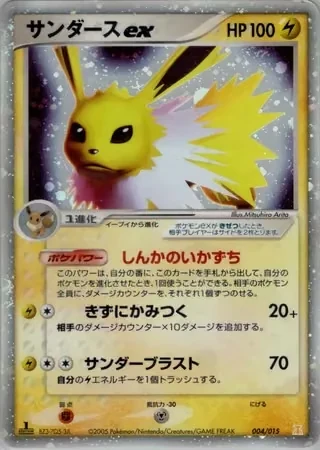 サンダースex HP100
1進化 イーブイから進化
Illus.Mitsuhiro Arita
ポケモンexがきぜつしたとき、
相手プレイヤーはサイドを2枚とります。
ポケパワー しんかのいかずち
このパワーは、自分の番に、このカードを手札から出して、進
化させたとき、1回使うことができる。相手のポケモン
全員に、ダメージカウンターを、それぞれ1個ずつのせる。
きずにかみつく 20+
相手のダメージカウンター×10ダメージを追加する。
サンダーブラスト 70
自分のエネルギーを1個トラッシュする。
弱点 抵抗力 -30 にげる
©2005 Pokémon/Nintendo/Creatures/GAME FREAK
004/015